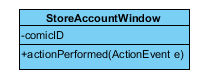 StoreAccountWindow
-comicID
+actionPerformed(ActionEvent e)